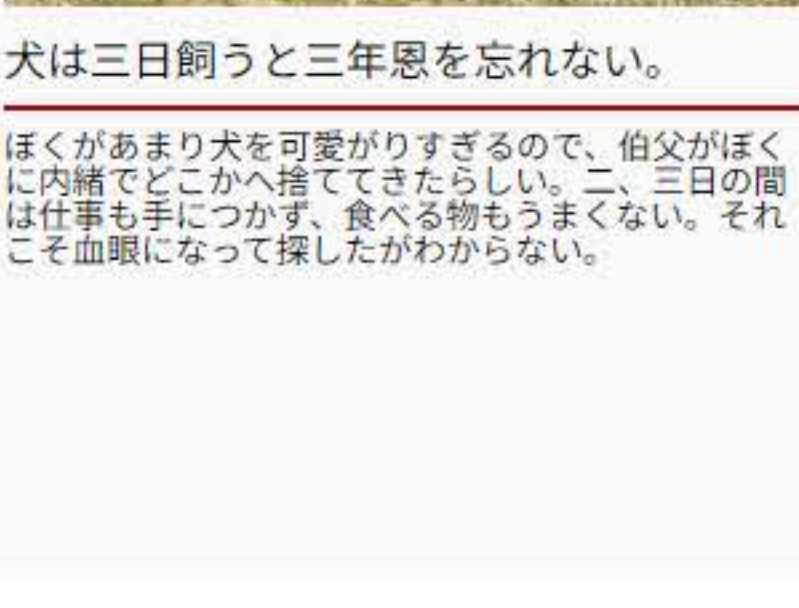 犬は三日飼うと三年恩を忘れない。
ぼくがあまり犬を可愛がりすぎるので、伯父がぼく
に内緒でどこかへ捨ててきたらしい。二、三日の間
は仕事も手につかず、食べる物もうまくない。それ
こそ血眼になって探したがわからない。